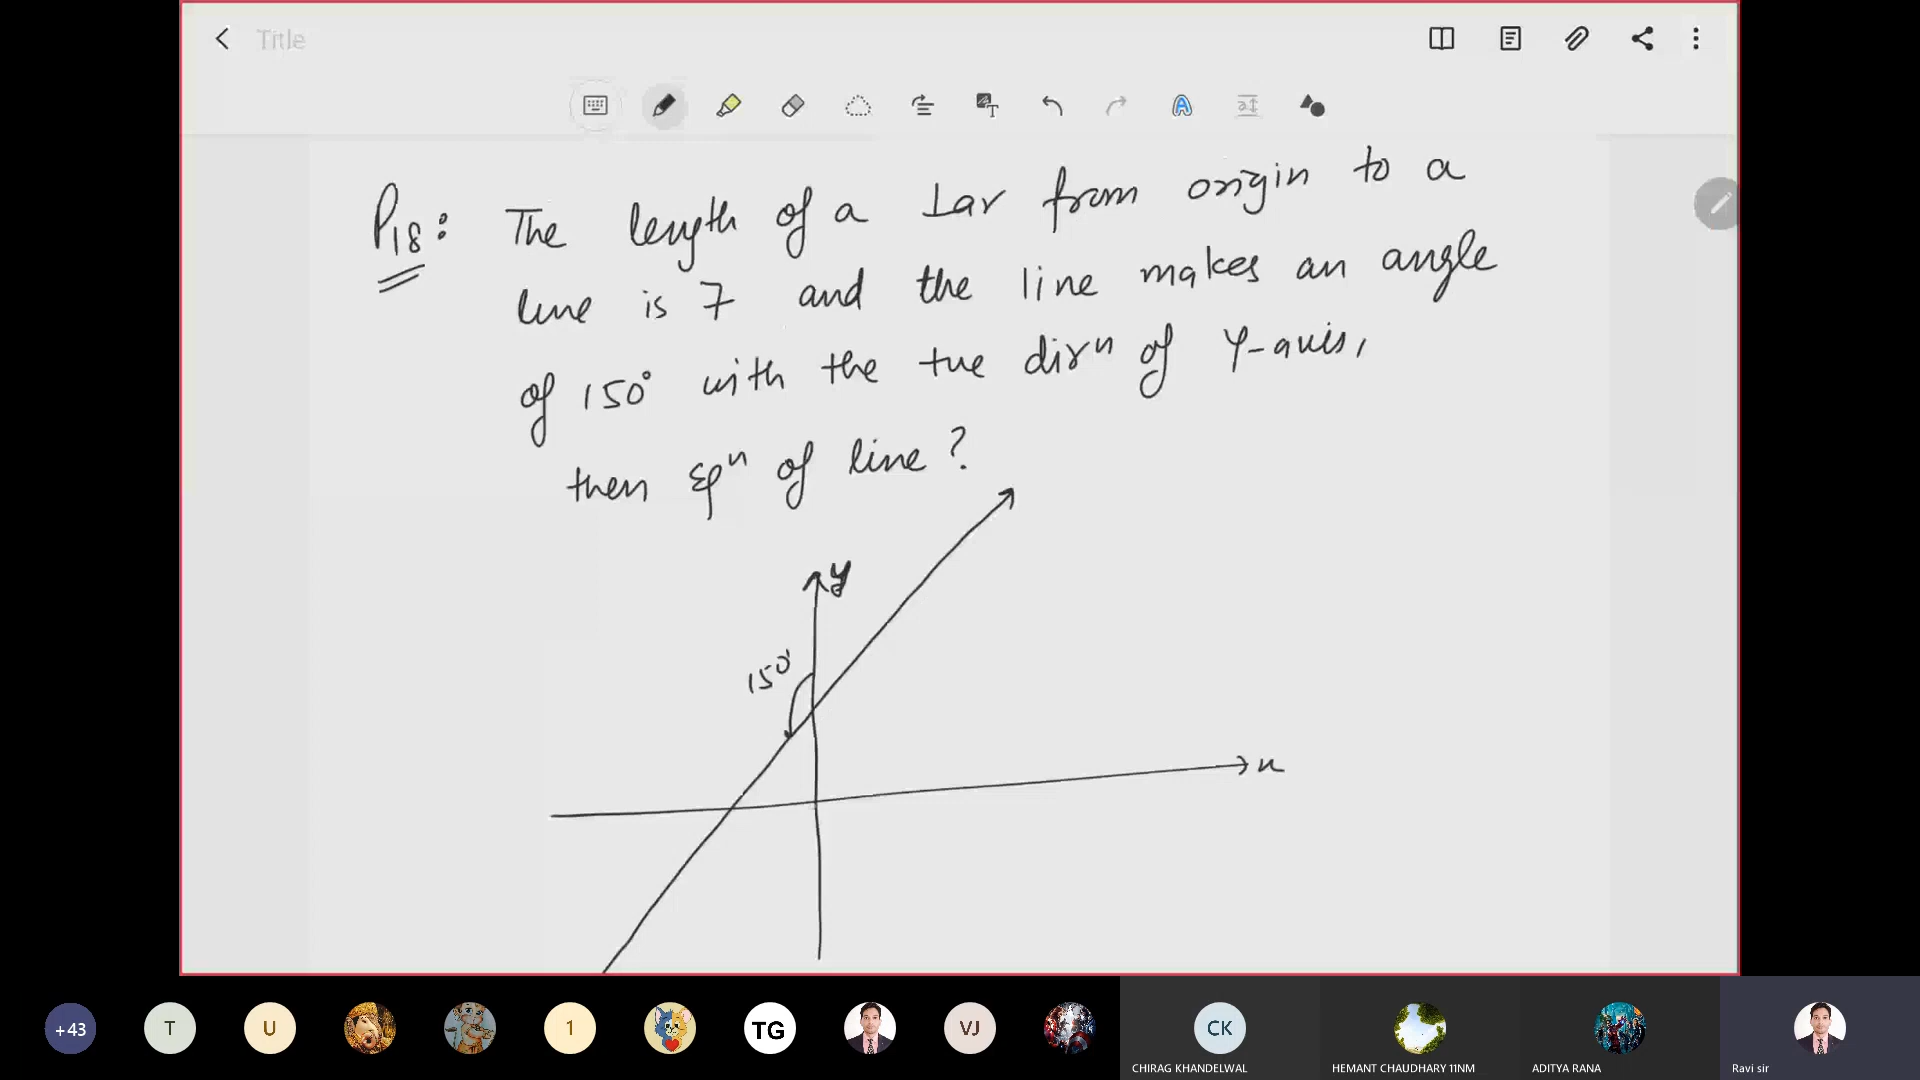 Title
P18: The length of a ⊥ar from origin to a
line is 7 and the line makes an angle
of 150° with the +ve dirⁿ of Y-axis,
then Eqⁿ of line ?
y
150°
x
+43 T U 1 TG VJ CK
CHIRAG KHANDELWAL HEMANT CHAUDHARY 11NM ADITYA RANA Ravi sir